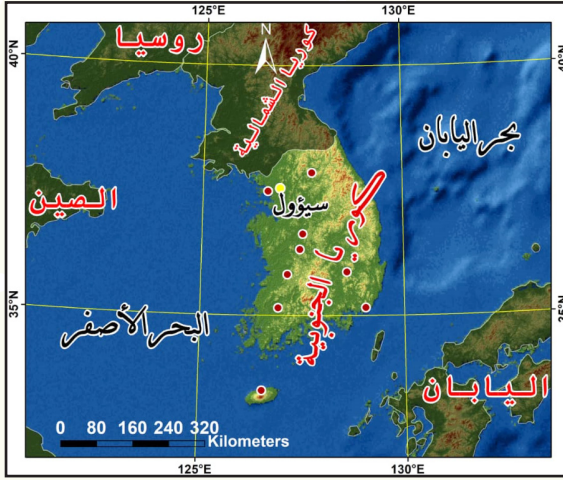 125°E 130°E
40°N
40°N
روسيا
N
كوريا الشمالية
بحر اليابان
الصين
سيؤول
كوريا الجنوبية
35°N
35°N
البحر الأصفر
اليابان
0 80 160 240 320
Kilometers
125°E 130°E